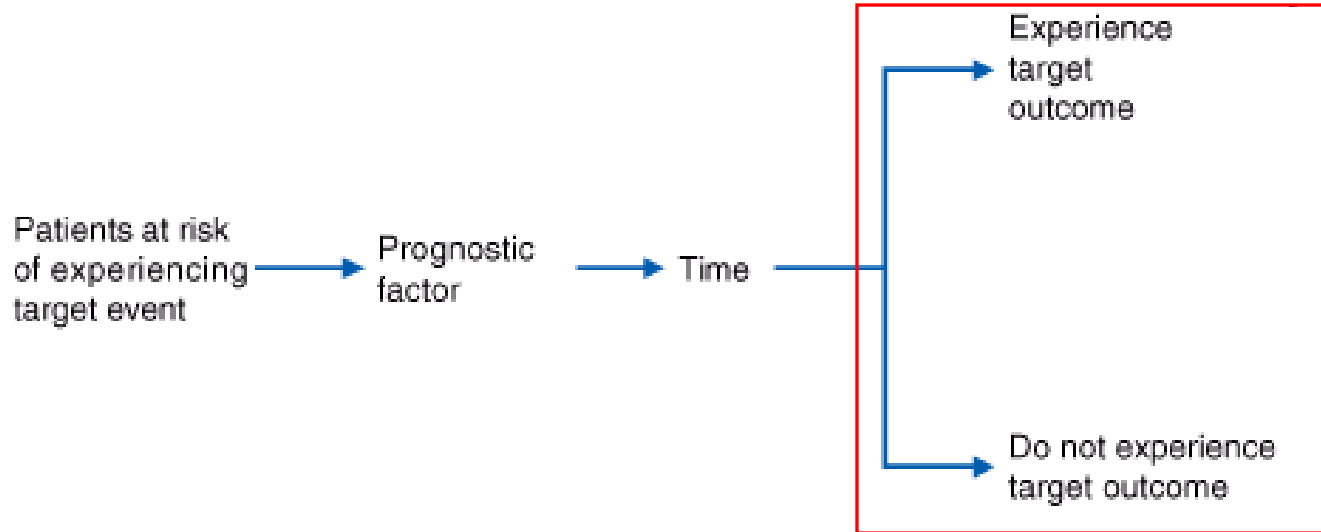 Experience
target
outcome
Patients at risk
of experiencing
target event
Prognostic
factor
Time
Do not experience
target outcome